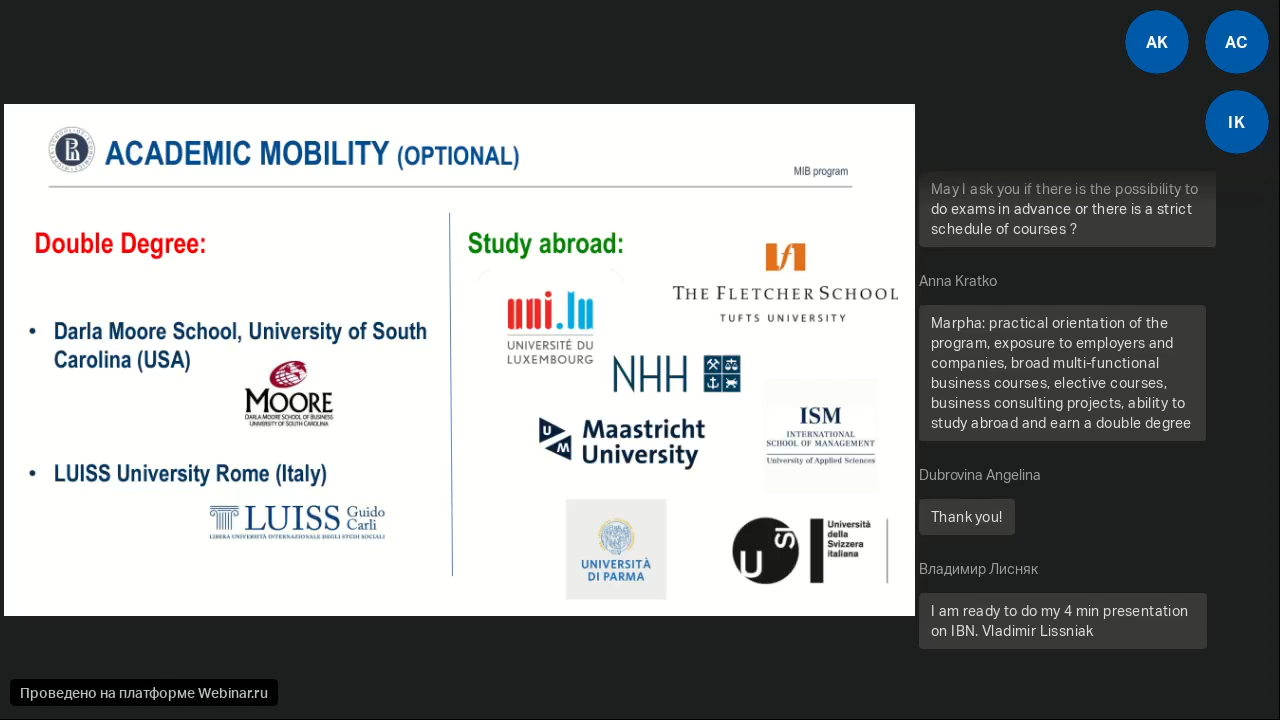 AK
AC
IK
ACADEMIC MOBILITY (OPTIONAL)
MIB program
Double Degree:
• Darla Moore School, University of South
Carolina (USA)
MOORE
DARLA MOORE SCHOOL OF BUSINESS
UNIVERSITY OF SOUTH CAROLINA
• LUISS University Rome (Italy)
LUISS Guido
Carli
LIBERA UNIVERSITÀ INTERNAZIONALE DEGLI STUDI SOCIALI
Study abroad:
THE FLETCHER SCHOOL
TUFTS UNIVERSITY
uni.lu
UNIVERSITÉ DU
LUXEMBOURG
NHH
UM
Maastricht
University
ISM
INTERNATIONAL
SCHOOL OF MANAGEMENT
University of Applied Sciences
UNIVERSITÀ
DI PARMA
USI
Università
della
Svizzera
italiana
May I ask you if there is the possibility to
do exams in advance or there is a strict
schedule of courses ?
Anna Kratko
Marpha: practical orientation of the
program, exposure to employers and
companies, broad multi-functional
business courses, elective courses,
business consulting projects, ability to
study abroad and earn a double degree
Dubrovina Angelina
Thank you!
Владимир Лисняк
I am ready to do my 4 min presentation
on IBN. Vladimir Lissniak
Проведено на платформе Webinar.ru